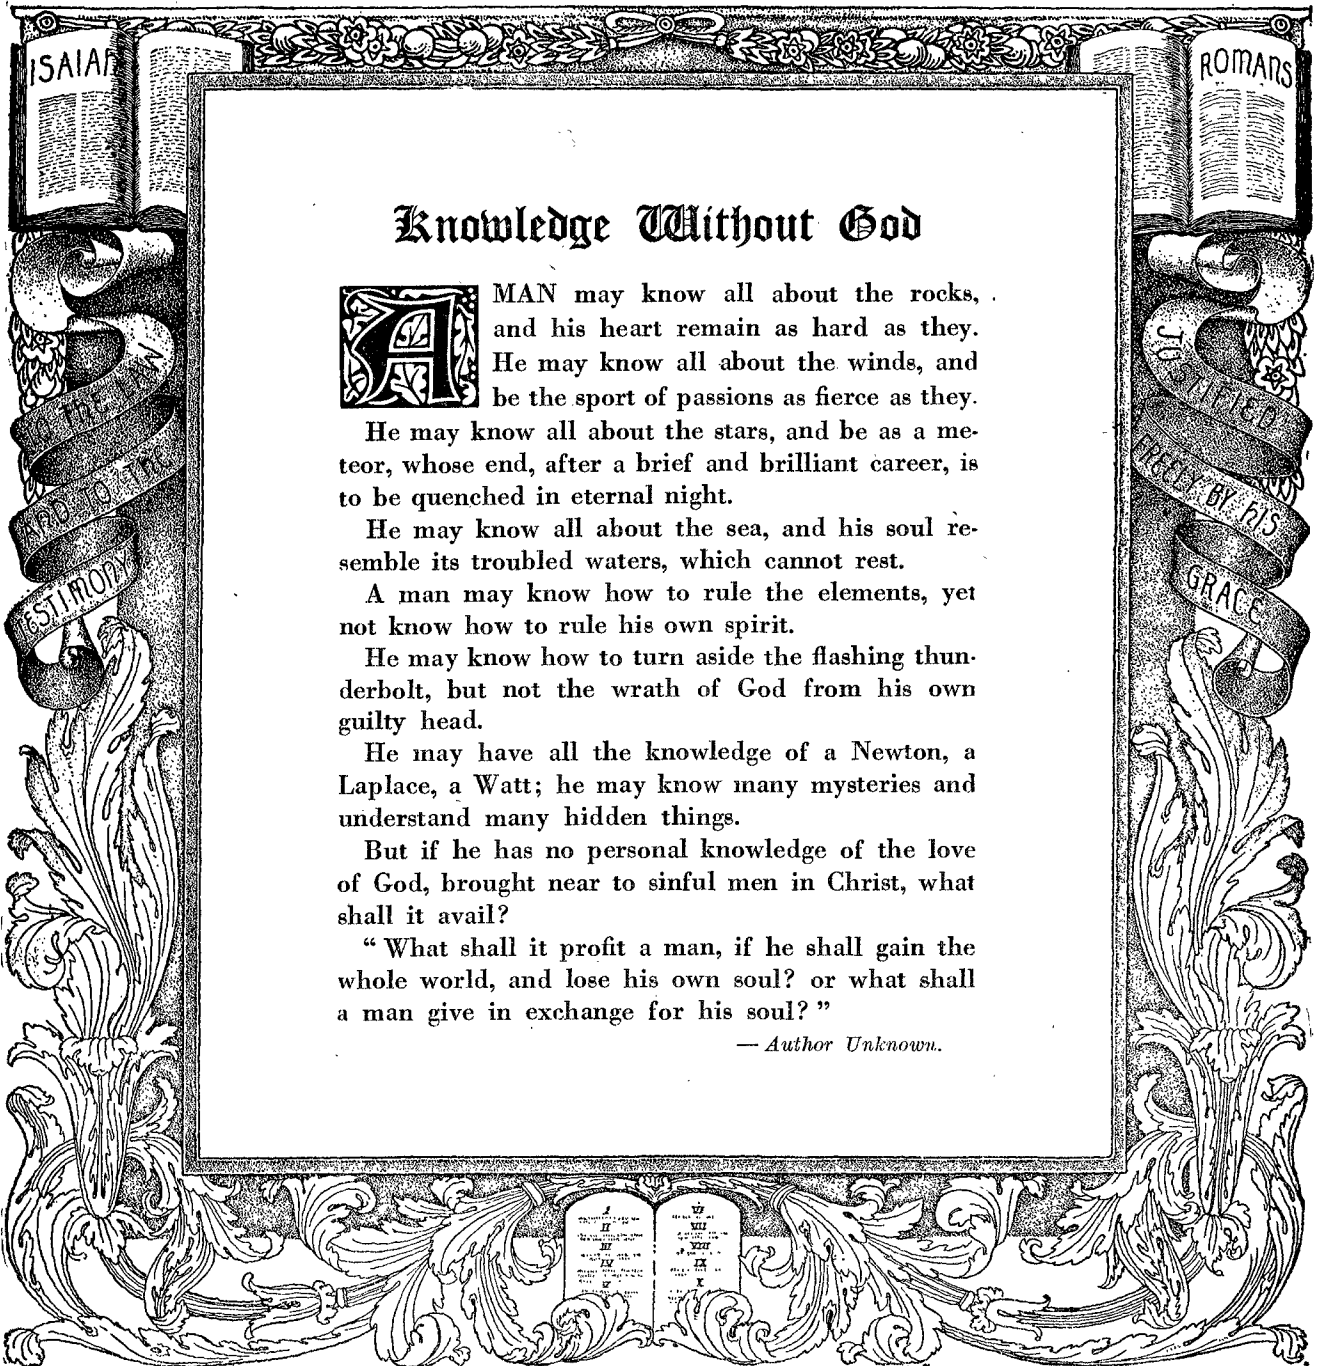 ISAIAH
ROMANS
Knowledge Without God
A MAN may know all about the rocks,
and his heart remain as hard as they.
He may know all about the winds, and
be the sport of passions as fierce as they.
He may know all about the stars, and be as a me-
teor, whose end, after a brief and brilliant career, is
to be quenched in eternal night.
He may know all about the sea, and his soul re-
semble its troubled waters, which cannot rest.
A man may know how to rule the elements, yet
not know how to rule his own spirit.
He may know how to turn aside the flashing thun-
derbolt, but not the wrath of God from his own
guilty head.
He may have all the knowledge of a Newton, a
Laplace, a Watt; he may know many mysteries and
understand many hidden things.
But if he has no personal knowledge of the love
of God, brought near to sinful men in Christ, what
shall it avail?
“ What shall it profit a man, if he shall gain the
whole world, and lose his own soul? or what shall
a man give in exchange for his soul? ”
— Author Unknown.
TO THE LAW
AND TO THE
TESTIMONY
JUSTIFIED
FREELY BY HIS
GRACE
I
II
III
IV
V
VI
VII
VIII
IX
X